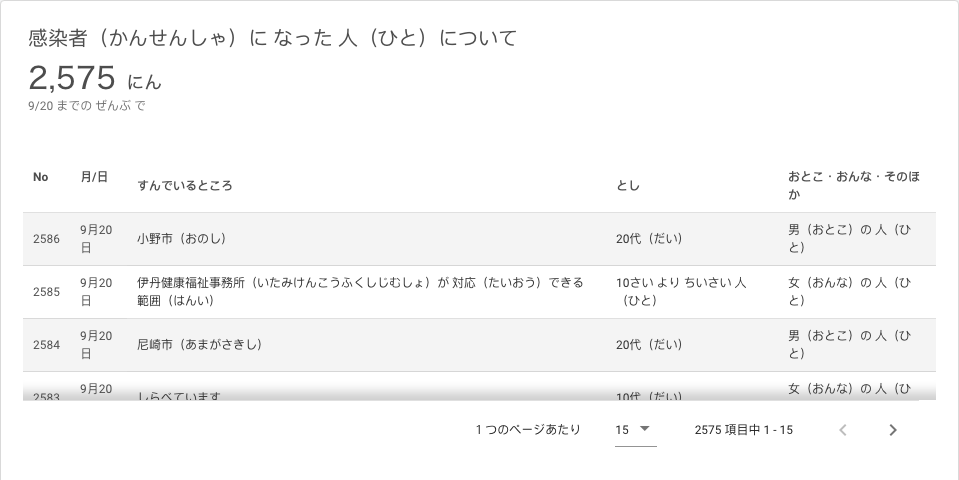 感染者（かんせんしゃ）に なった 人（ひと）について
2,575 にん
9/20 までの ぜんぶ で
No 月/日 すんでいるところ とし おとこ・おんな・そのほか
2586 9月20日 小野市（おのし） 20代（だい） 男（おとこ）の 人（ひと）
2585 9月20日 伊丹健康福祉事務所（いたみけんこうふくしじむしょ）が 対応（たいおう）できる範囲（はんい） 10さい より ちいさい 人（ひと） 女（おんな）の 人（ひと）
2584 9月20日 尼崎市（あまがさきし） 20代（だい） 男（おとこ）の 人（ひと）
2583 9月20 しらべています 10代（だい） 女（おんな）の 人（ひ
1 つのページあたり 15 2575 項目中 1 - 15